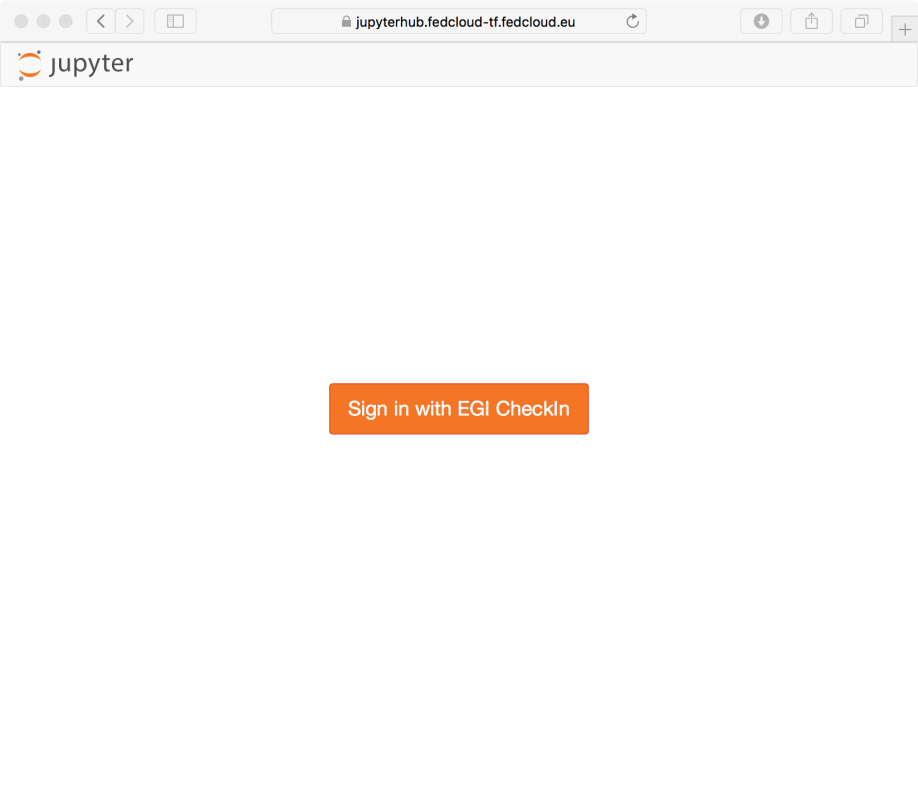 jupyterhub.fedcloud-tf.fedcloud.eu
jupyter
Sign in with EGI CheckIn